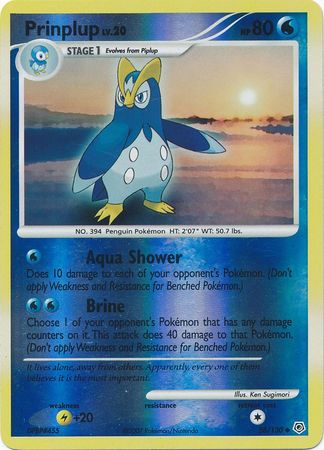 Prinplup LV.20 HP 80
STAGE 1 Evolves from Piplup
NO. 394 Penguin Pokémon HT: 2'07" WT: 50.7 lbs.
Aqua Shower
Does 10 damage to each of your opponent's Pokémon. (Don't
apply Weakness and Resistance for Benched Pokémon.)
Brine
Choose 1 of your opponent's Pokémon that has any damage
counters on it. This attack does 40 damage to that Pokémon.
(Don't apply Weakness and Resistance for Benched Pokémon.)
It lives alone, away from others. Apparently, every one of them
believes it is the most important.
weakness resistance retreat cost
+20
Illus. Ken Sugimori
©2007 Pokémon/Nintendo 56/130